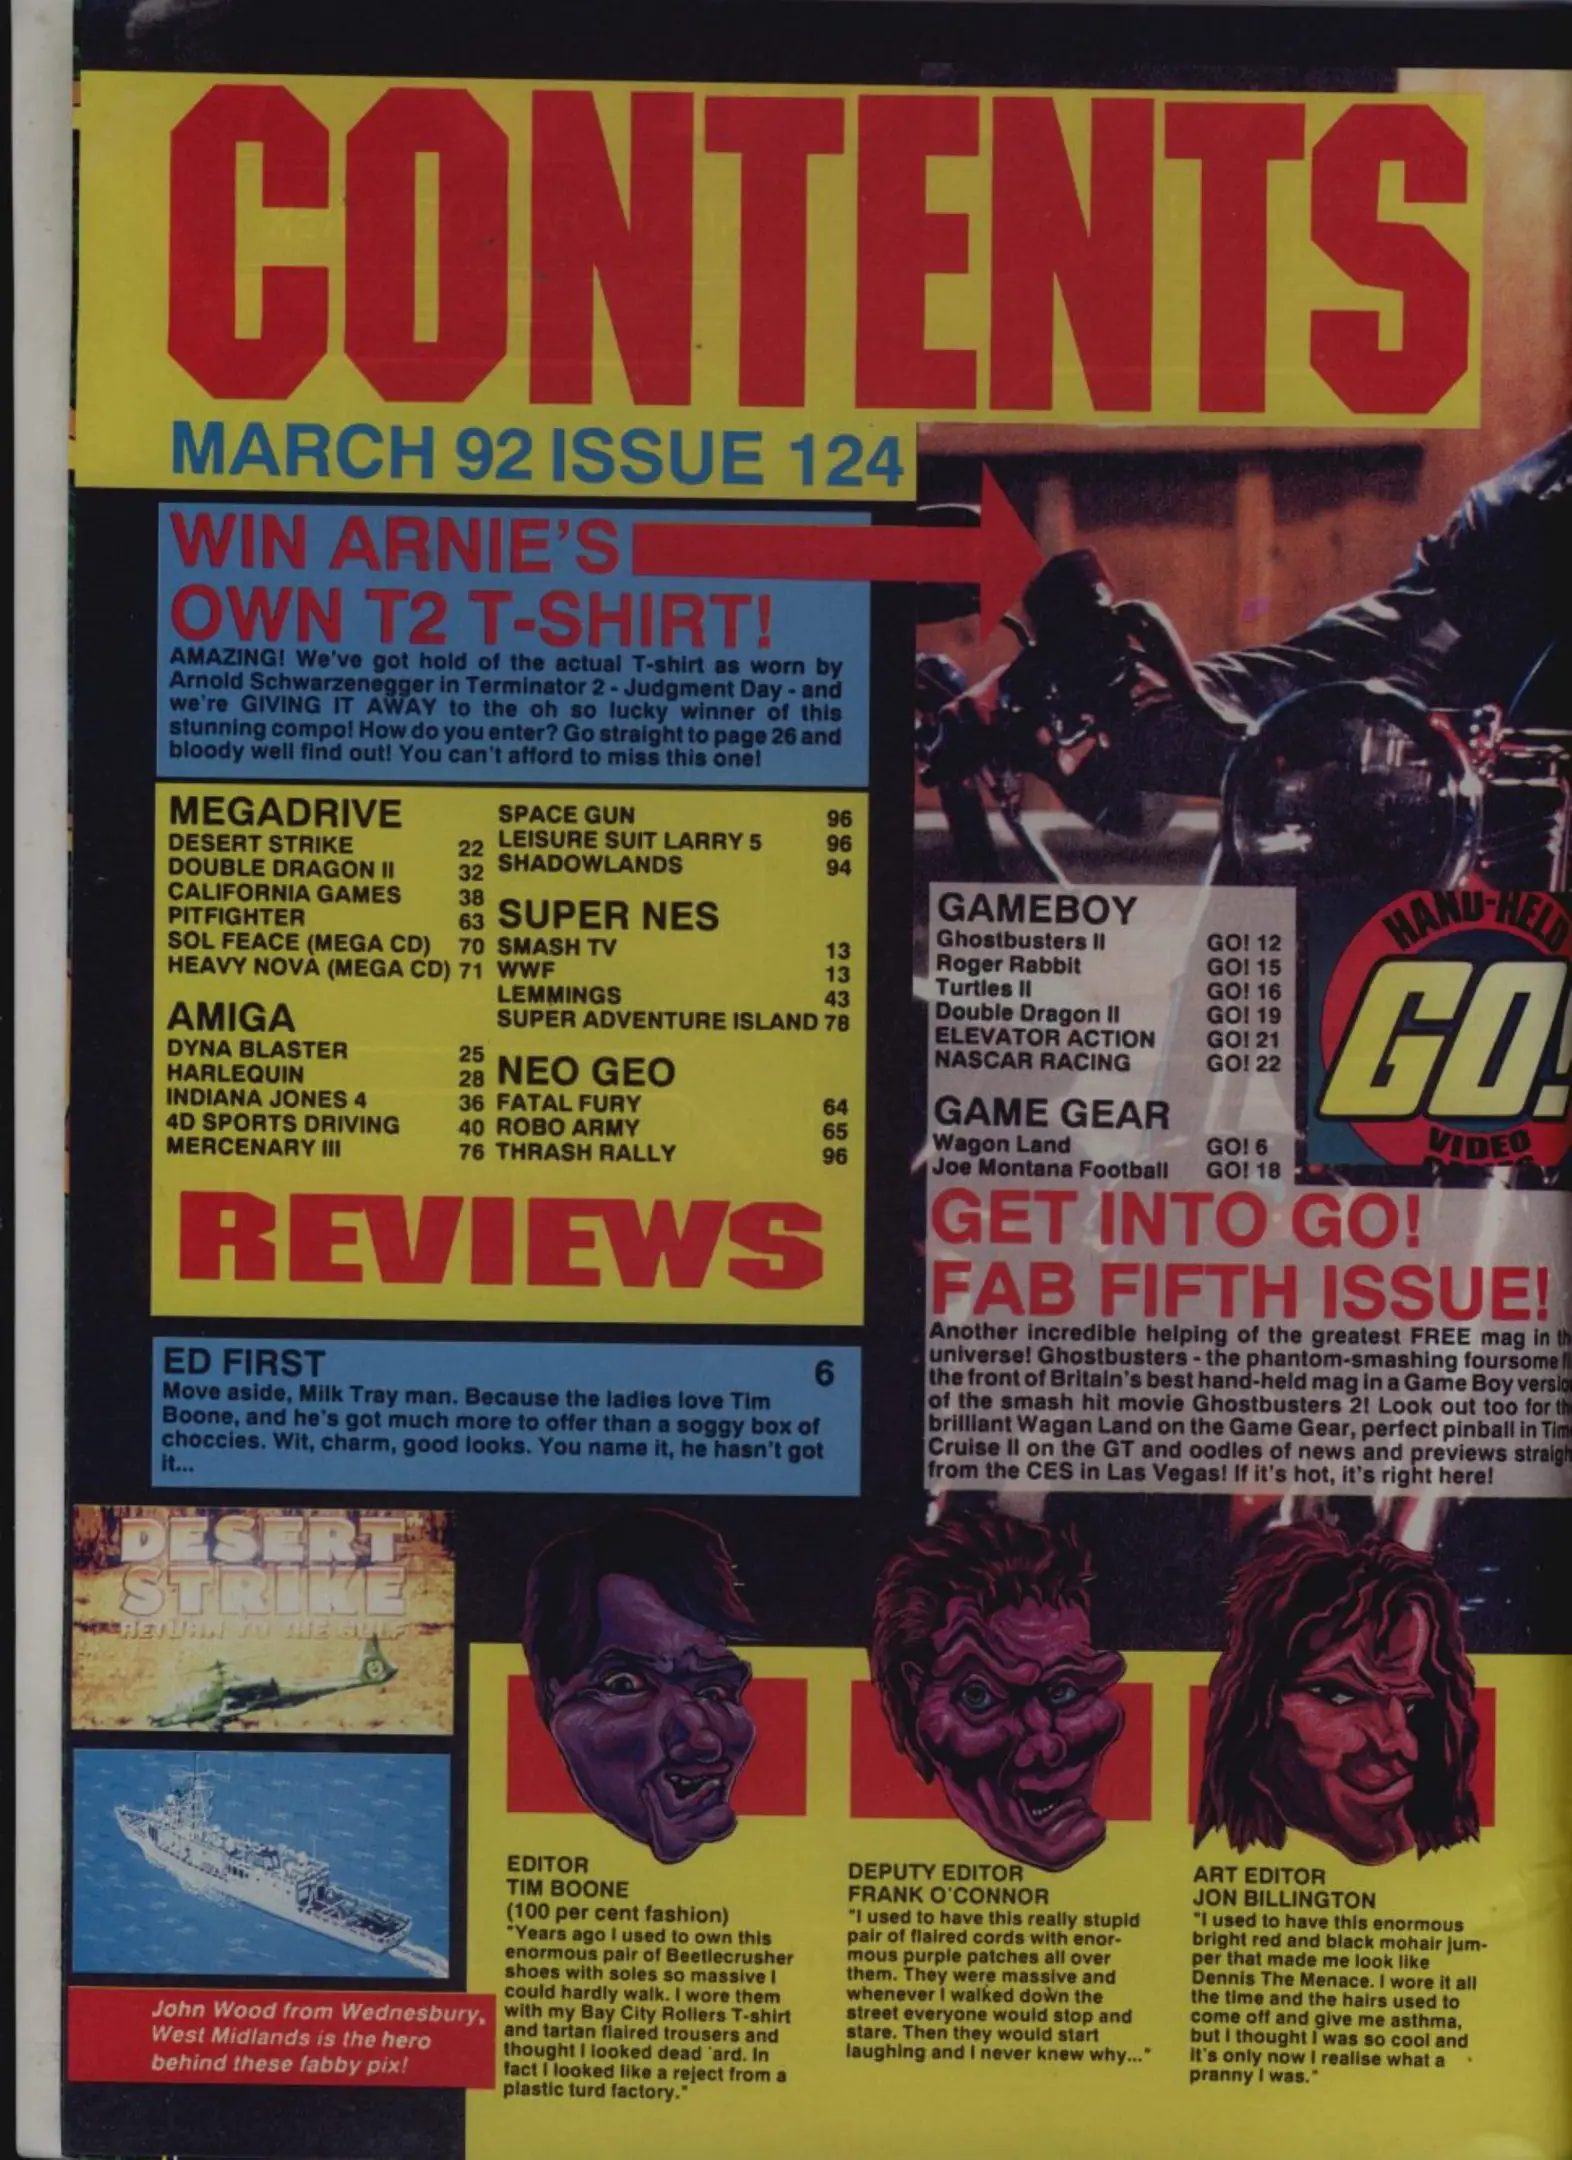 CONTENTS
MARCH 92 ISSUE 124
WIN ARNIE'S
OWN T2 T-SHIRT!
AMAZING! We've got hold of the actual T-shirt as worn by
Arnold Schwarzenegger in Terminator 2 - Judgment Day - and
we're GIVING IT AWAY to the oh so lucky winner of this
stunning compo! How do you enter? Go straight to page 26 and
bloody well find out! You can't afford to miss this one!
MEGADRIVE
DESERT STRIKE 22
DOUBLE DRAGON II 32
CALIFORNIA GAMES 38
PITFIGHTER 63
SOL FEACE (MEGA CD) 70
HEAVY NOVA (MEGA CD) 71
AMIGA
DYNA BLASTER 25
HARLEQUIN 28
INDIANA JONES 4 36
4D SPORTS DRIVING 40
MERCENARY III 76
SPACE GUN 96
LEISURE SUIT LARRY 5 96
SHADOWLANDS 94
SUPER NES
SMASH TV 13
WWF 13
LEMMINGS 43
SUPER ADVENTURE ISLAND 78
NEO GEO
FATAL FURY 64
ROBO ARMY 65
THRASH RALLY 96
REVIEWS
ED FIRST 6
Move aside, Milk Tray man. Because the ladies love Tim
Boone, and he's got much more to offer than a soggy box of
choccies. Wit, charm, good looks. You name it, he hasn't got
it...
GAMEBOY
Ghostbusters II GO! 12
Roger Rabbit GO! 15
Turtles II GO! 16
Double Dragon II GO! 19
ELEVATOR ACTION GO! 21
NASCAR RACING GO! 22
GAME GEAR
Wagon Land GO! 6
Joe Montana Football GO! 18
HAND-HELD
GO!
VIDEO
GET INTO GO!
FAB FIFTH ISSUE!
Another incredible helping of the greatest FREE mag in
universe! Ghostbusters - the phantom-smashing foursome
the front of Britain's best hand-held mag in a Game Boy
of the smash hit movie Ghostbusters 2! Look out too for
brilliant Wagan Land on the Game Gear, perfect pinball in
Cruise II on the GT and oodles of news and previews
from the CES in Las Vegas! If it's hot, it's right here!
DESERT
STRIKE
RETURN TO THE GULF
John Wood from Wednesbury,
West Midlands is the hero
behind these fabby pix!
EDITOR
TIM BOONE
(100 per cent fashion)
"Years ago I used to own this
enormous pair of Beetlecrusher
shoes with soles so massive I
could hardly walk. I wore them
with my Bay City Rollers T-shirt
and tartan flaired trousers and
thought I looked dead 'ard. In
fact I looked like a reject from a
plastic turd factory."
DEPUTY EDITOR
FRANK O'CONNOR
"I used to have this really stupid
pair of flaired cords with enor-
mous purple patches all over
them. They were massive and
whenever I walked down the
street everyone would stop and
stare. Then they would start
laughing and I never knew why..."
ART EDITOR
JON BILLINGTON
"I used to have this enormous
bright red and black mohair jum-
per that made me look like
Dennis The Menace. I wore it all
the time and the hairs used to
come off and give me asthma,
but I thought I was so cool and
it's only now I realise what a
pranny I was."